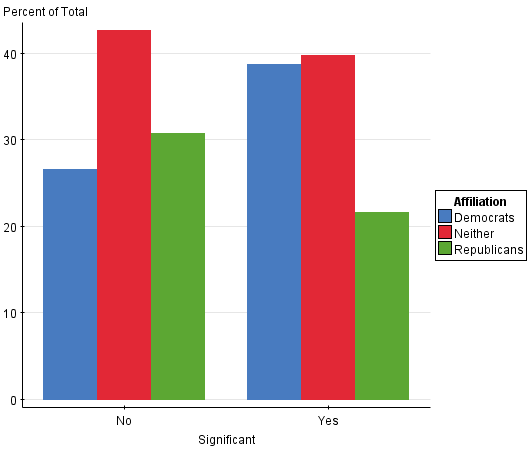 Percent of Total
40
30
20
10
0
No
Yes
Significant
Affiliation
Democrats
Neither
Republicans